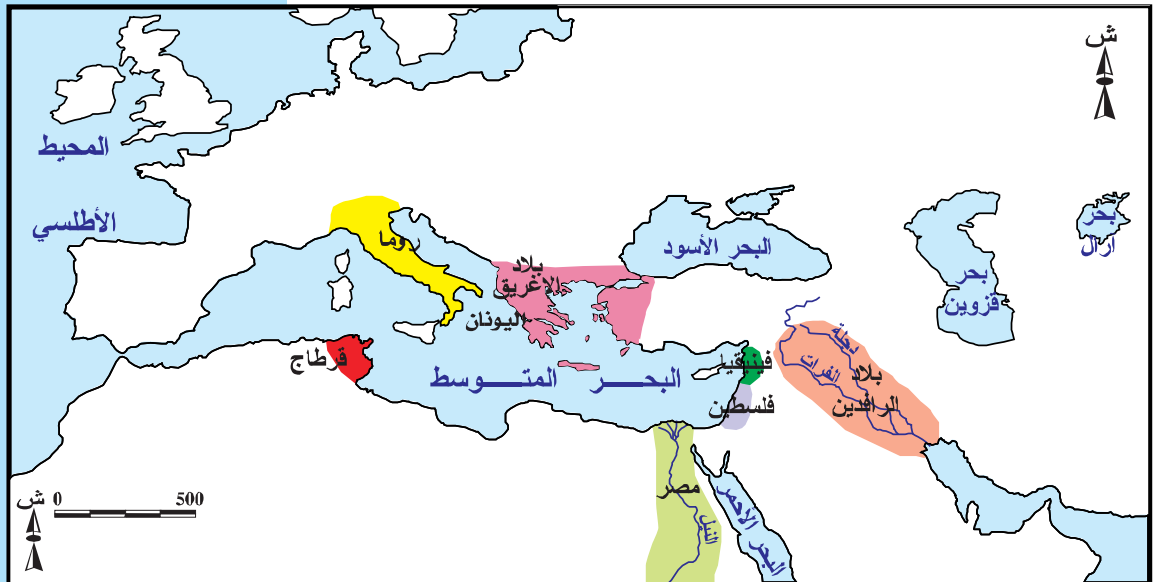 ش
المحيط
الأطلسي
روما
بلاد
الإغريق
اليونان
البحر الأسود
بحر
قزوين
بحر
آرال
قرطاج
البحر المتوسط
فينيقيا
فلسطين
دجلة
الفرات
بلاد
الرافدين
مصر
النيل
البحر الأحمر
ش
0 500